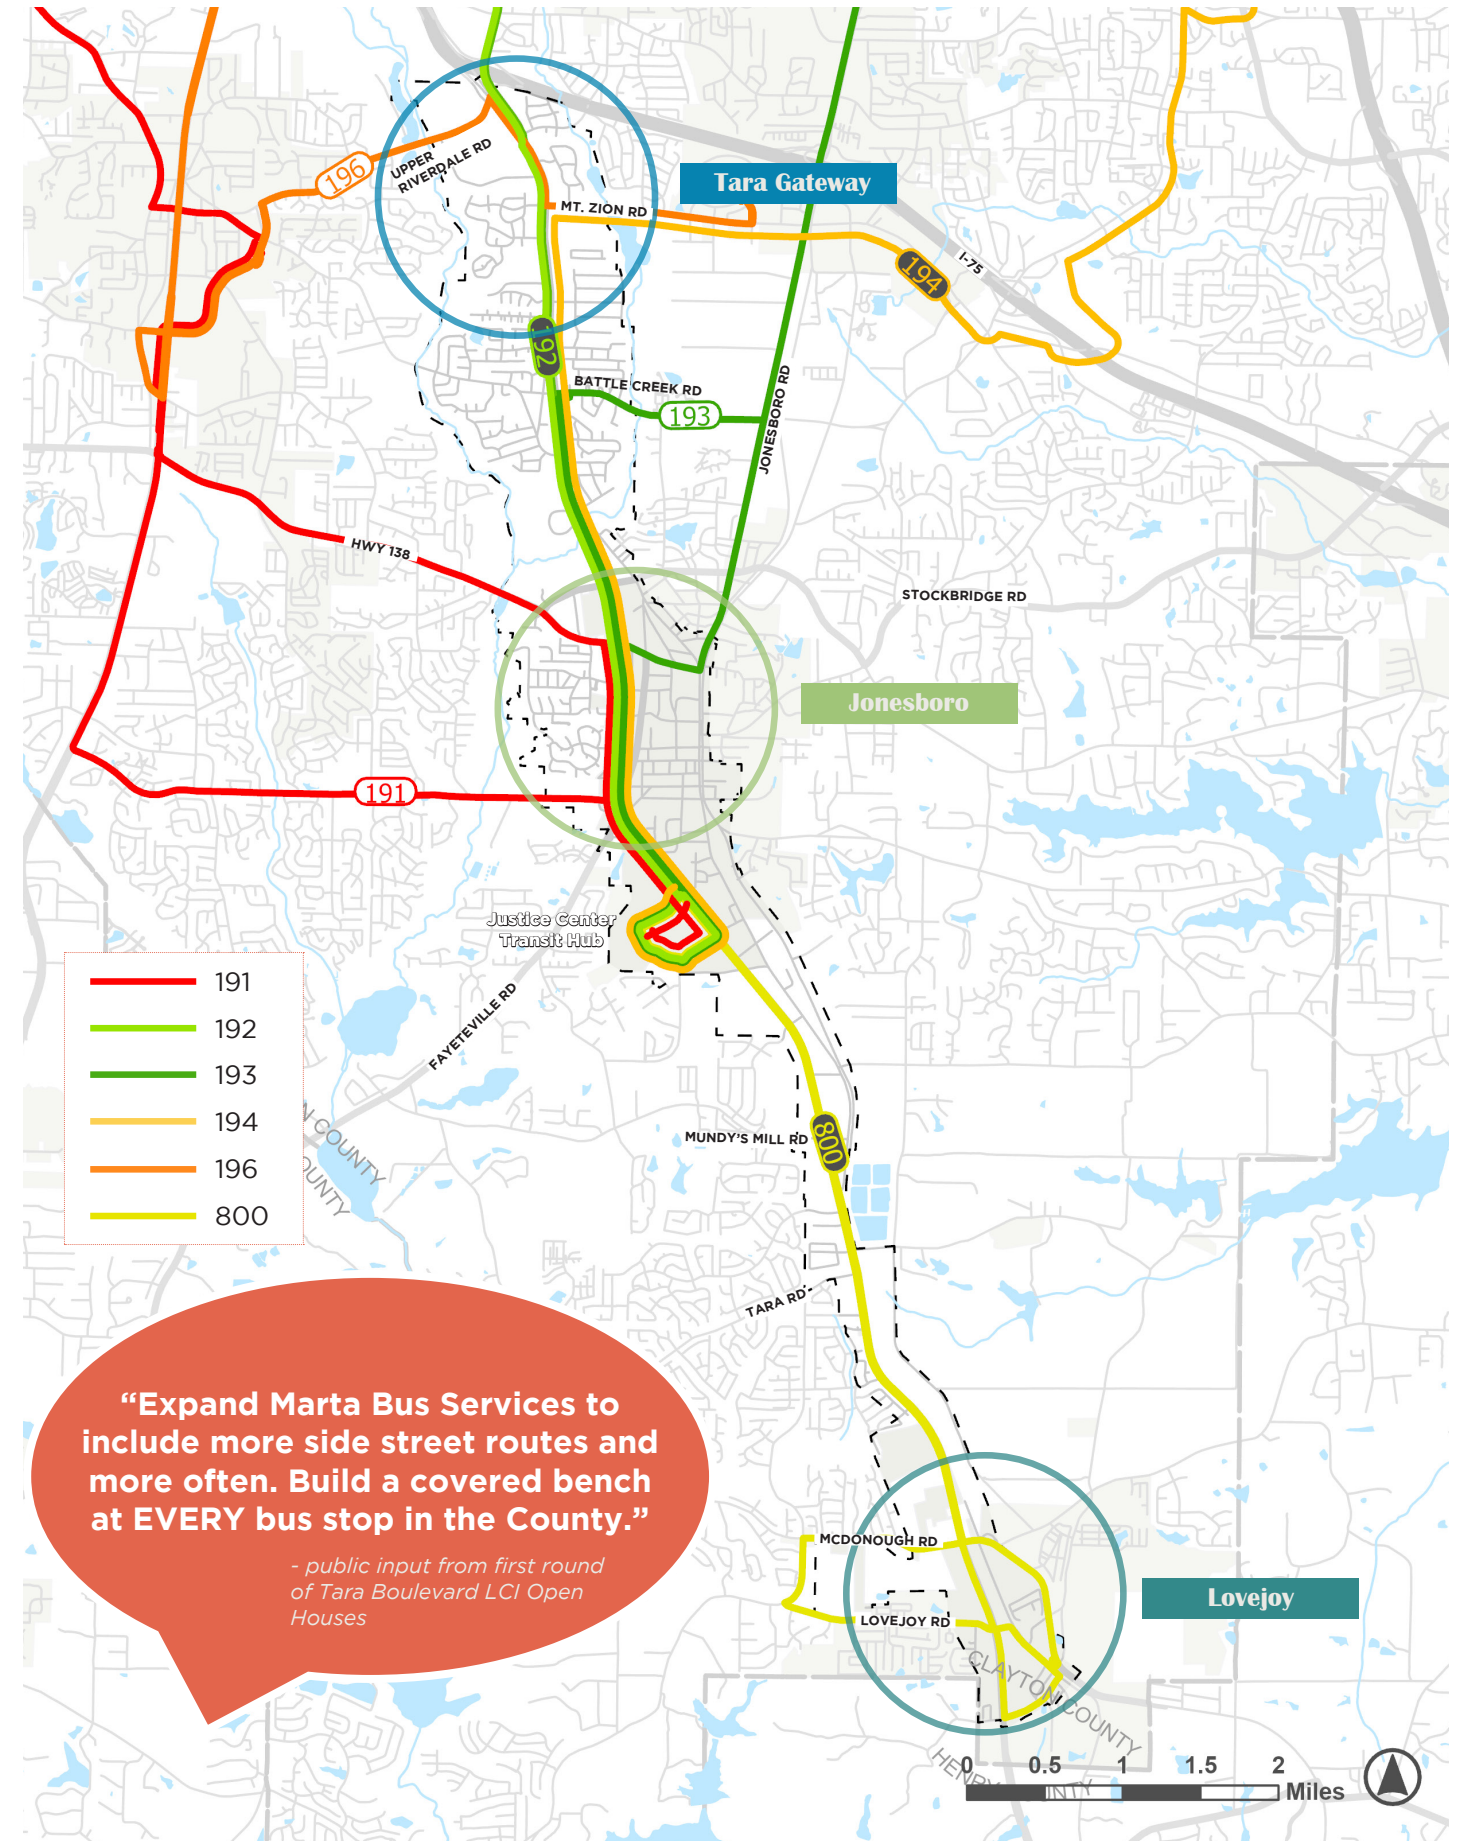 196
UPPER
RIVERDALE RD
Tara Gateway
MT. ZION RD
194
I-75
192
BATTLE CREEK RD
193
JONESBORO RD
HWY 138
STOCKBRIDGE RD
Jonesboro
191
Justice Center
Transit Hub
FAYETEVILLE RD
191
192
193
194
196
800
N COUNTY
OUNTY
MUNDY'S MILL RD
800
TARA RD
“Expand Marta Bus Services to
include more side street routes and
more often. Build a covered bench
at EVERY bus stop in the County.”
- public input from first round
of Tara Boulevard LCI Open
Houses
MCDONOUGH RD
LOVEJOY RD
Lovejoy
CLAYTON COUNTY
HENRY COUNTY
0 0.5 1 1.5 2
Miles